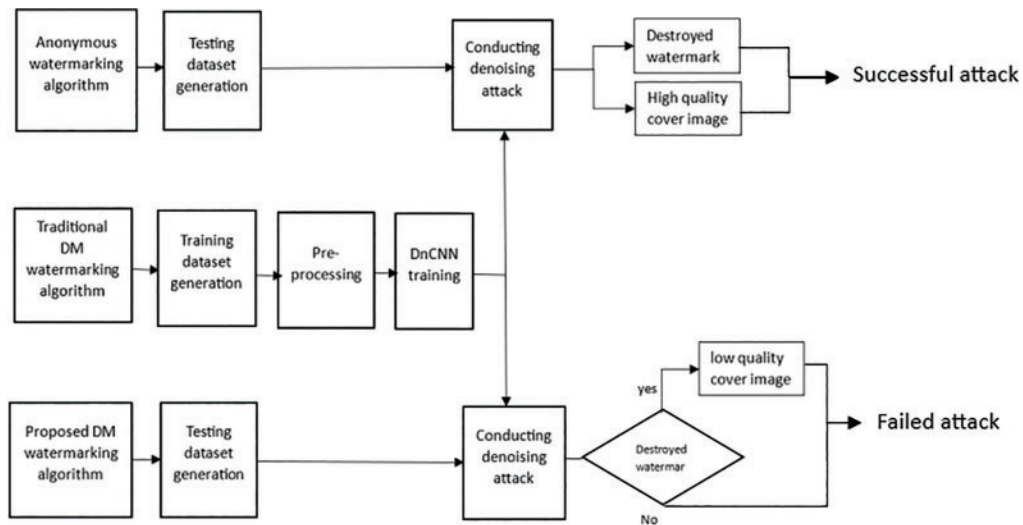 Anonymous
watermarking
algorithm
Testing
dataset
generation
Conducting
denoising
attack
Destroyed
watermark
High quality
cover image
Successful attack
Traditional
DM
watermarking
algorithm
Training
dataset
generation
Pre-
processing
DnCNN
training
Proposed DM
watermarking
algorithm
Testing
dataset
generation
Conducting
denoising
attack
Destroyed
watermar
yes
low quality
cover image
No
Failed attack